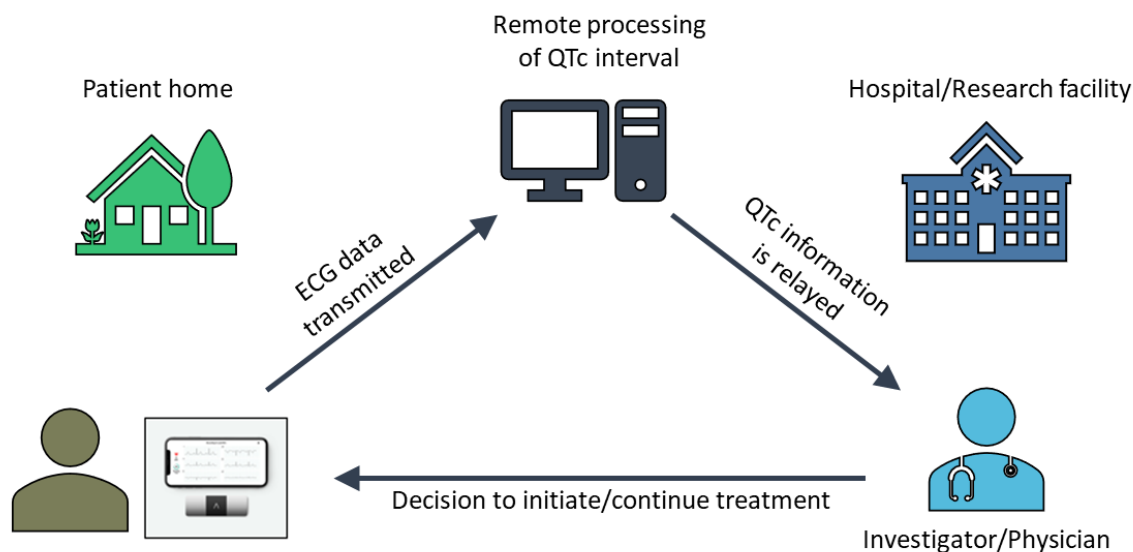 Remote processing
of QTc interval
Patient home
Hospital/Research facility
ECG data
transmitted
QTc information
is relayed
Decision to initiate/continue treatment
Investigator/Physician